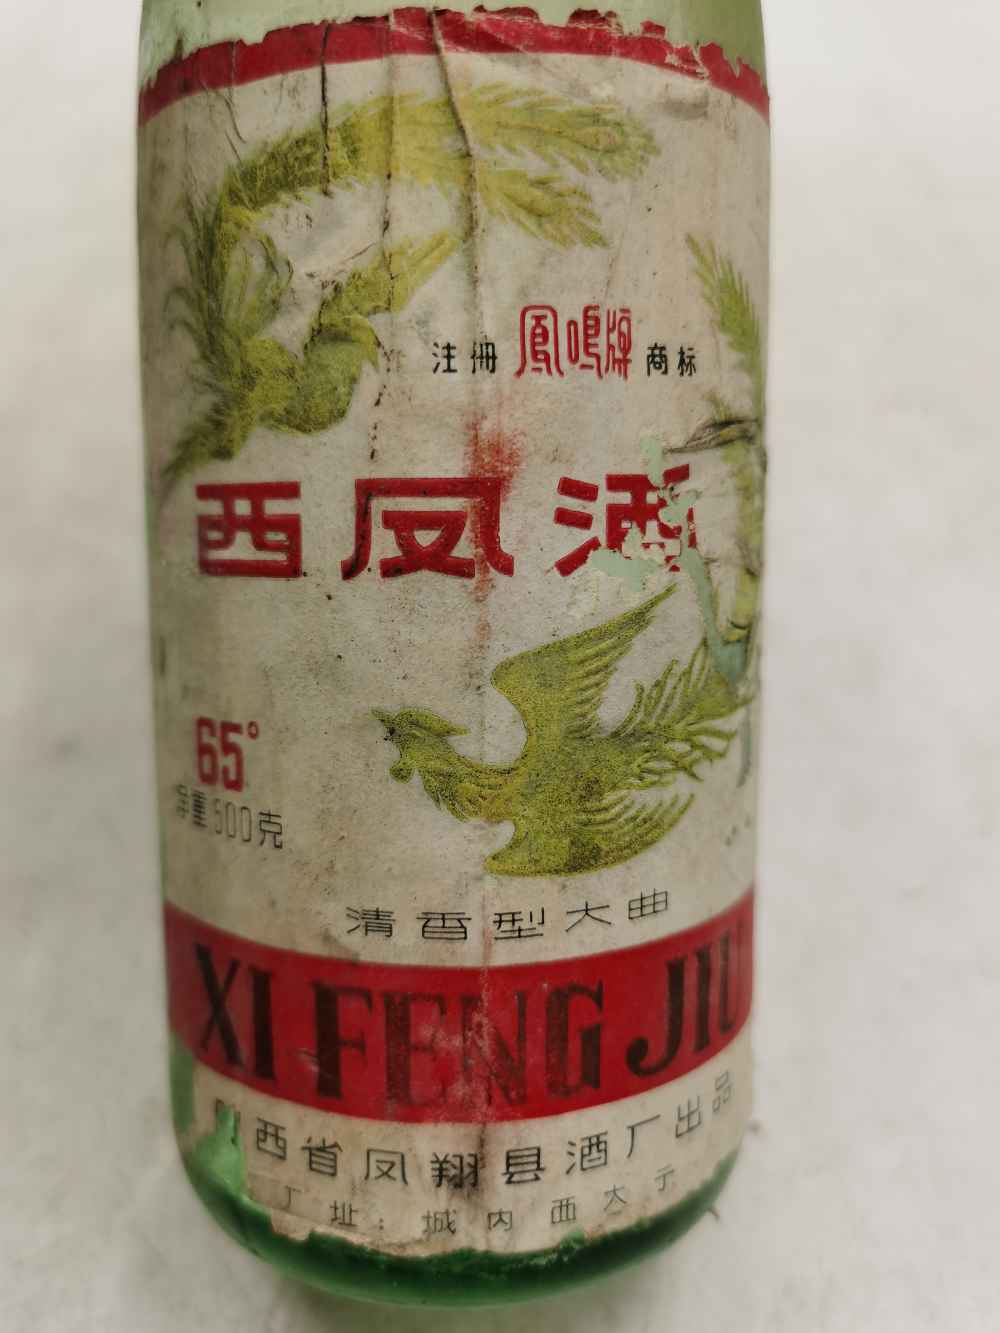 注册 鳳鳴牌 商标
西凤酒
65°
净重500克
清香型大曲
XI FENG JIU
陕西省凤翔县酒厂出品
厂址：城内西大于